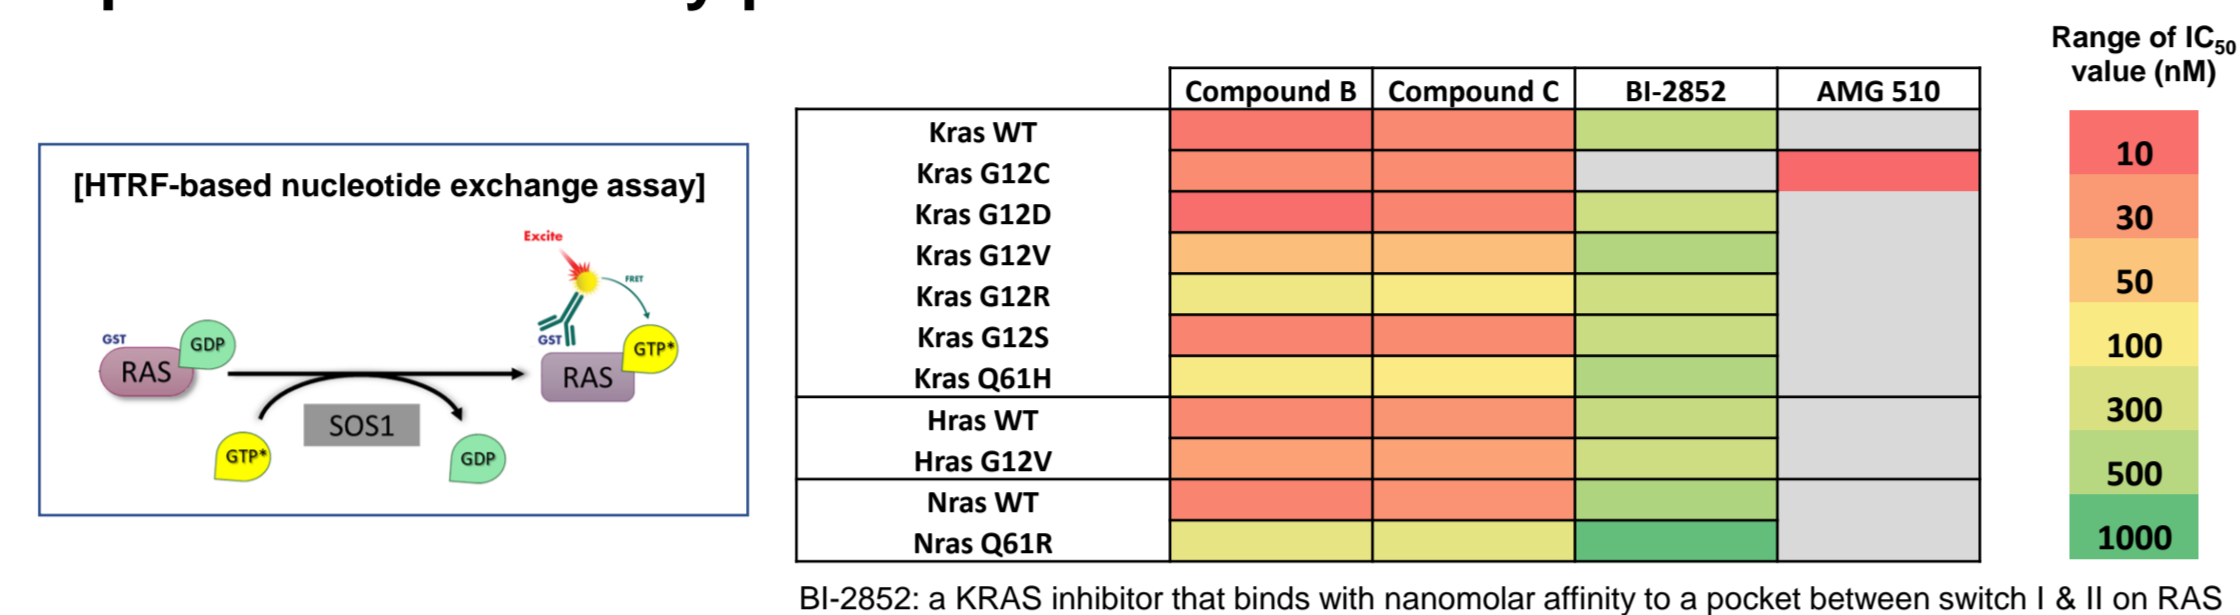 [HTRF-based nucleotide exchange assay]
Excite
FRET
GST
GDP
RAS
GST
GTP*
RAS
SOS1
GTP*
GDP
Compound B Compound C BI-2852 AMG 510
Kras WT
Kras G12C
Kras G12D
Kras G12V
Kras G12R
Kras G12S
Kras Q61H
Hras WT
Hras G12V
Nras WT
Nras Q61R
Range of IC50
value (nM)
10
30
50
100
300
500
1000
BI-2852: a KRAS inhibitor that binds with nanomolar affinity to a pocket between switch I & II on RAS